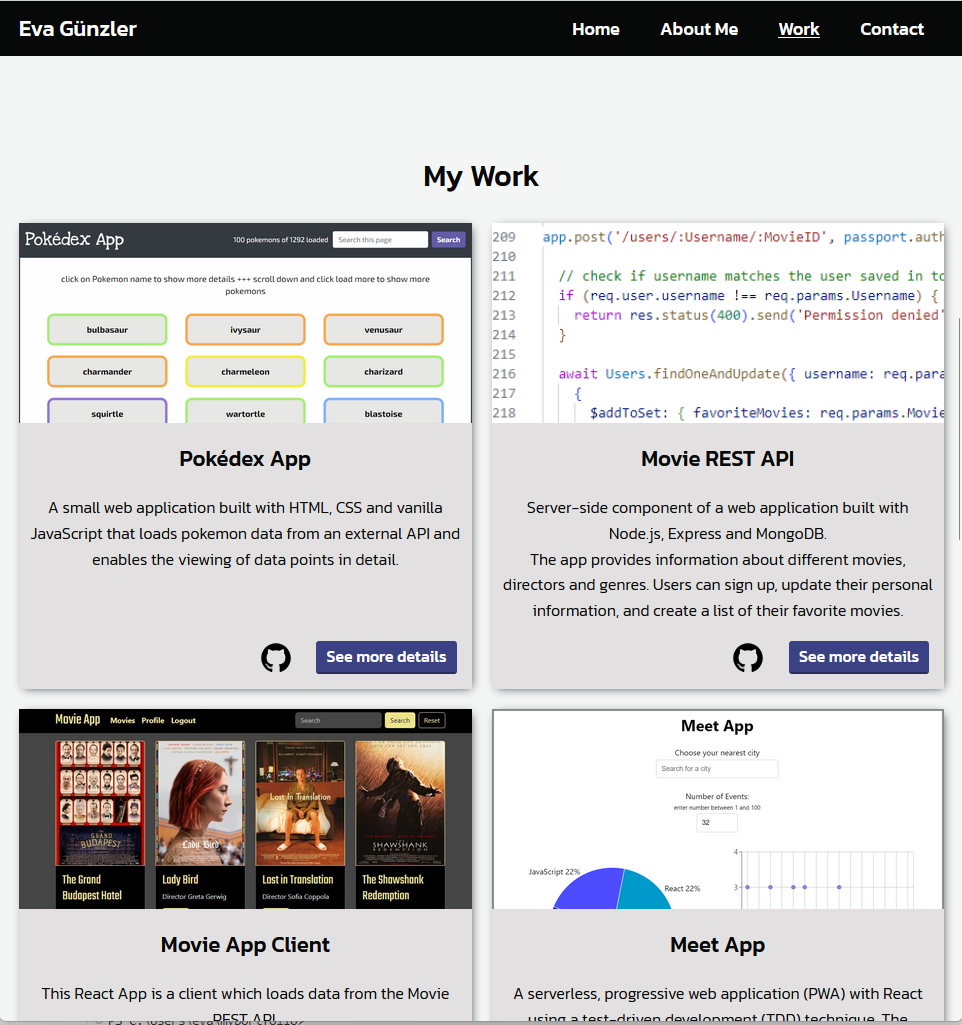 Eva Günzler
Home
About Me
Work
Contact
My Work
Pokédex App
100 pokemons of 1292 loaded
Search this page
Search
click on Pokemon name to show more details +++ scroll down and click load more to show more
pokemons
bulbasaur
ivysaur
venusaur
charmander
charmeleon
charizard
squirtle
wartortle
blastoise
Pokédex App
A small web application built with HTML, CSS and vanilla
JavaScript that loads pokemon data from an external API and
enables the viewing of data points in detail.
See more details
209 app.post('/users/:Username/:MovieID', passport.auth
210
211 // check if username matches the user saved in to
212 if (req.user.username !== req.params.Username) {
213 return res.status(400).send('Permission denied'
214 }
215
216 await Users.findOneAndUpdate({ username: req.para
217 {
218 $addToSet: { favoriteMovies: req.params.Movie
Movie REST API
Server-side component of a web application built with
Node.js, Express and MongoDB.
The app provides information about different movies,
directors and genres. Users can sign up, update their personal
information, and create a list of their favorite movies.
See more details
Movie App
Movies
Profile
Logout
Search
Search
Reset
THE GRAND
BUDAPEST
Lady Bird
Lost In Translation
THE
SHAWSHANK
REDEMPTION
The Grand
Budapest Hotel
Lady Bird
Director Greta Gerwig
Lost in Translation
Director Sofia Coppola
The Shawshank
Redemption
Movie App Client
This React App is a client which loads data from the Movie
REST API.
Meet App
Choose your nearest city
Search for a city
Number of Events:
enter number between 1 and 100
32
JavaScript 22%
React 22%
4
3
Meet App
A serverless, progressive web application (PWA) with React
using a test-driven development (TDD) technique. The